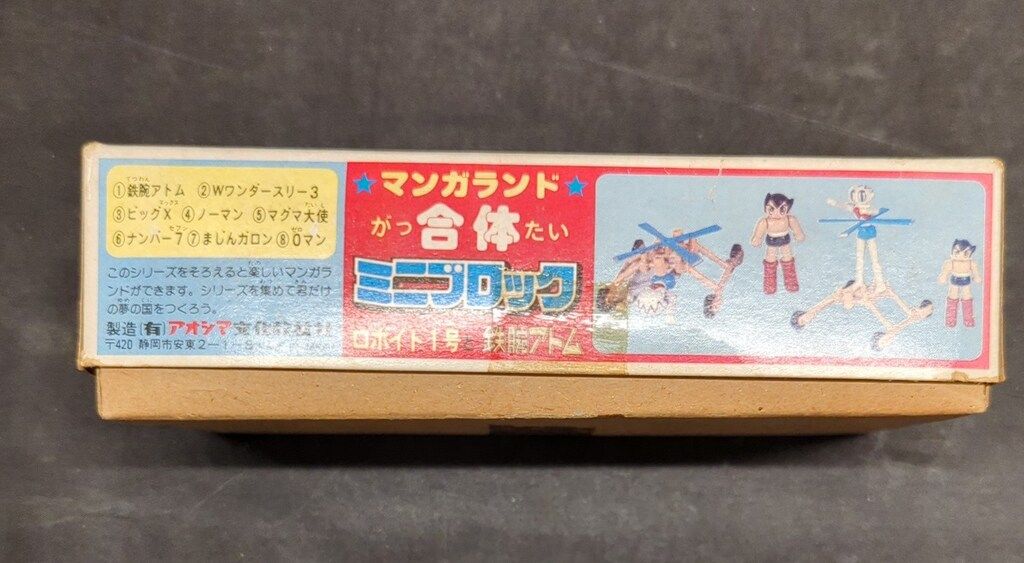 ①鉄腕アトム ②Wワンダースリー3
③ビッグX ④ノーマン ⑤マグマ大使
⑥ナンバー7 ⑦まじんガロン ⑧0マン
このシリーズをそろえると楽しいマンガラ
ンドができます。シリーズを集めて君だけ
の夢の国をつくろう。
製造(有)アオシマ文化教材社
〒420 静岡市安東2-1
★マンガランド★
がっ合体たい
ミニブロック
ロボイト1号と鉄腕アトム